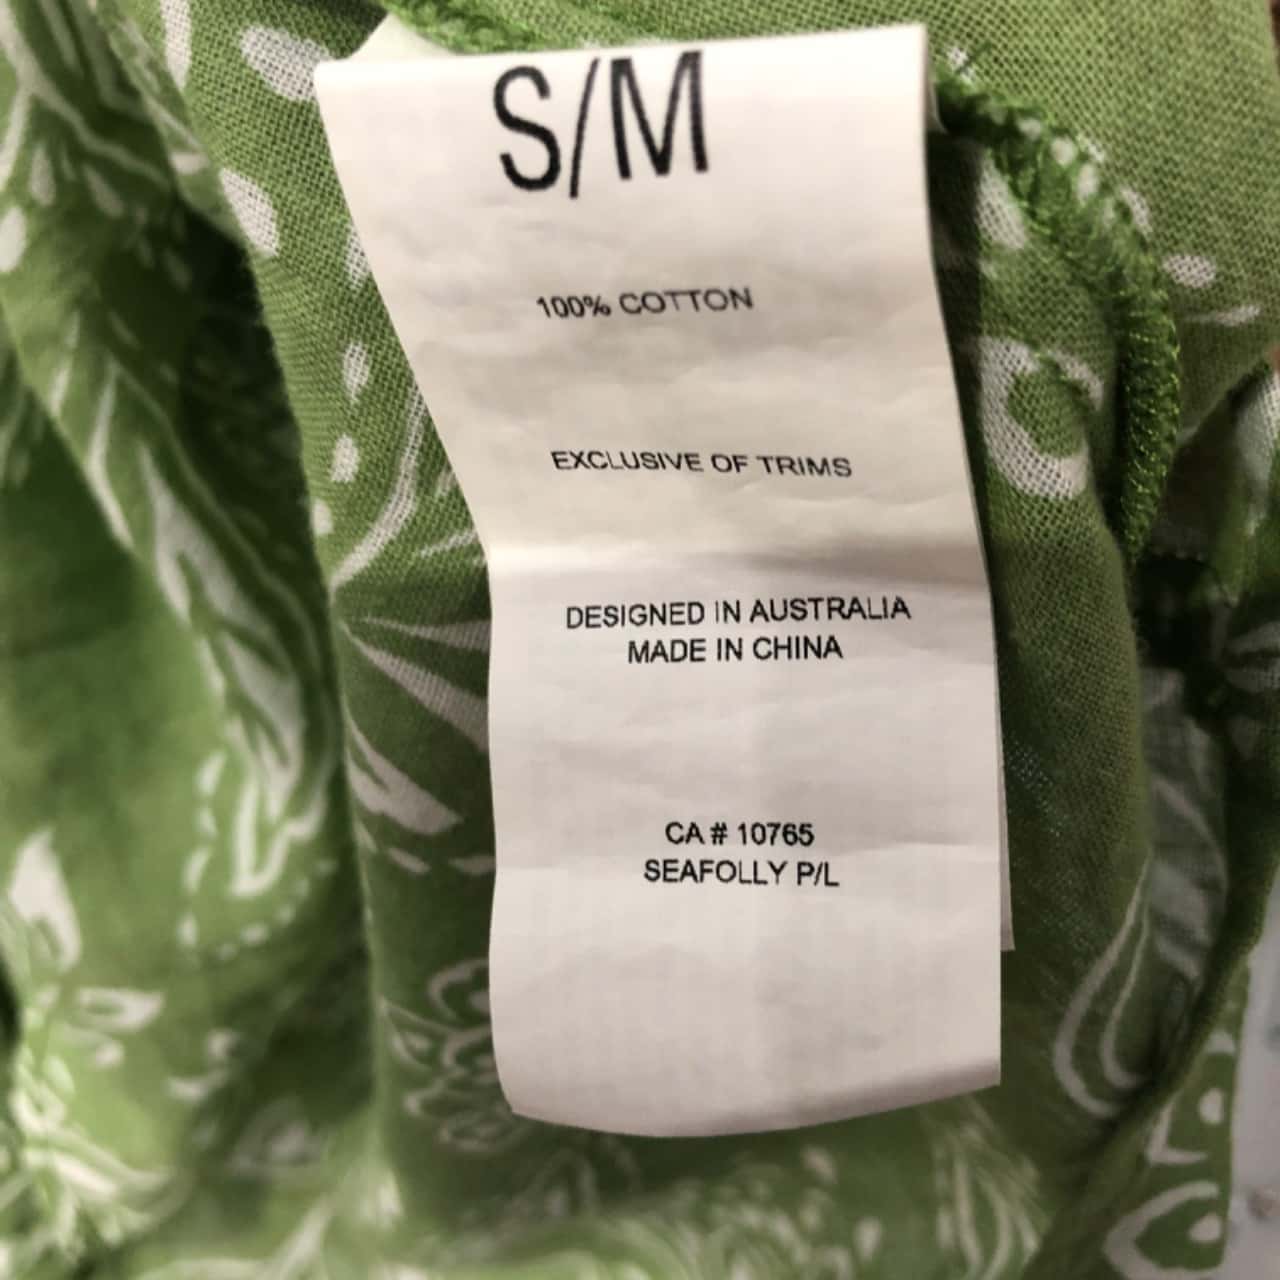 S/M
100% COTTON
EXCLUSIVE OF TRIMS
DESIGNED IN AUSTRALIA
MADE IN CHINA
CA # 10765
SEAFOLLY P/L